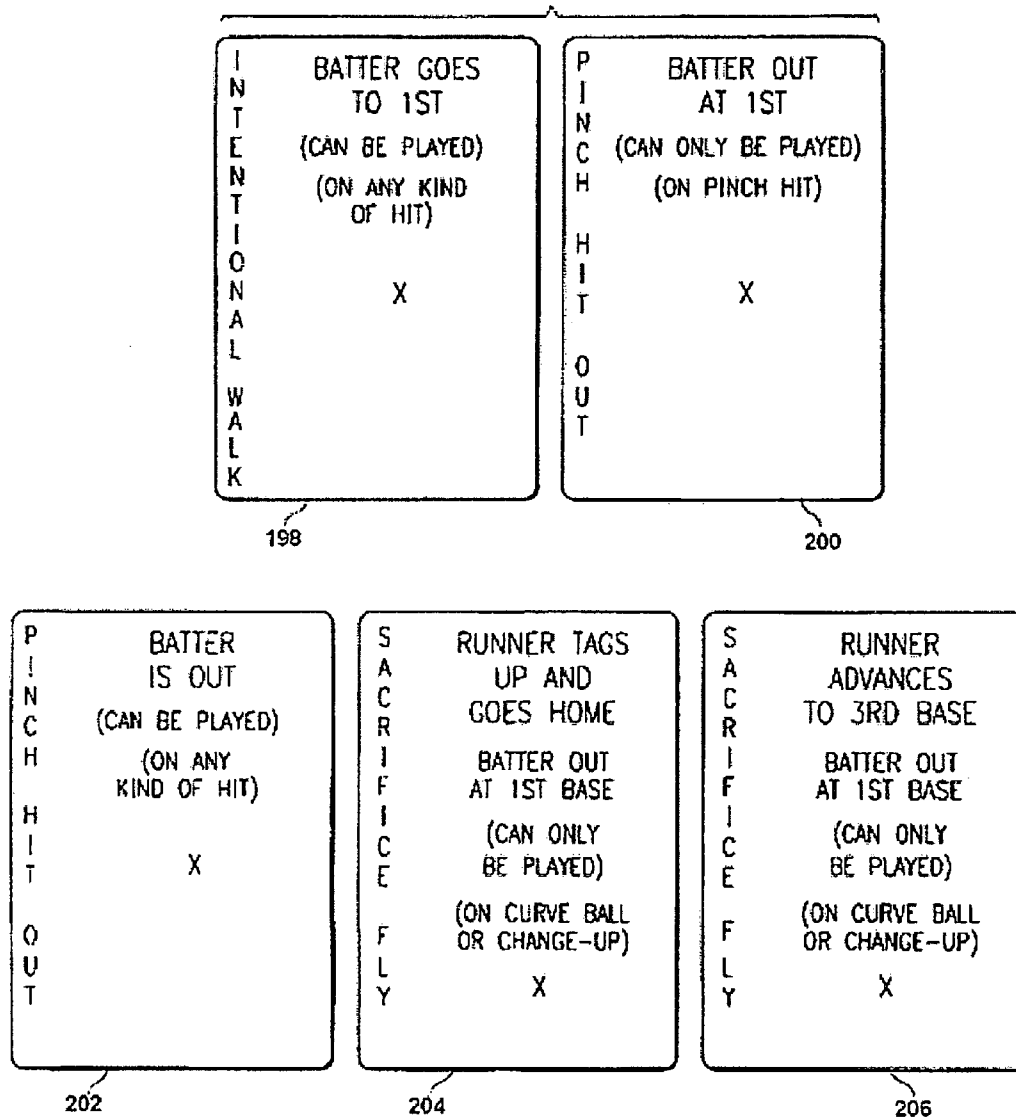 INTENTIONAL WALK
BATTER GOES
TO 1ST
(CAN BE PLAYED)
(ON ANY KIND
OF HIT)
X
198
PINCH HIT OUT
BATTER OUT
AT 1ST
(CAN ONLY BE PLAYED)
(ON PINCH HIT)
X
200
PINCH HIT OUT
BATTER
IS OUT
(CAN BE PLAYED)
(ON ANY
KIND OF HIT)
X
202
SACRIFICE FLY
RUNNER TAGS
UP AND
GOES HOME
BATTER OUT
AT 1ST BASE
(CAN ONLY
BE PLAYED)
(ON CURVE BALL
OR CHANGE-UP)
X
204
SACRIFICE FLY
RUNNER
ADVANCES
TO 3RD BASE
BATTER OUT
AT 1ST BASE
(CAN ONLY
BE PLAYED)
(ON CURVE BALL
OR CHANGE-UP)
X
206